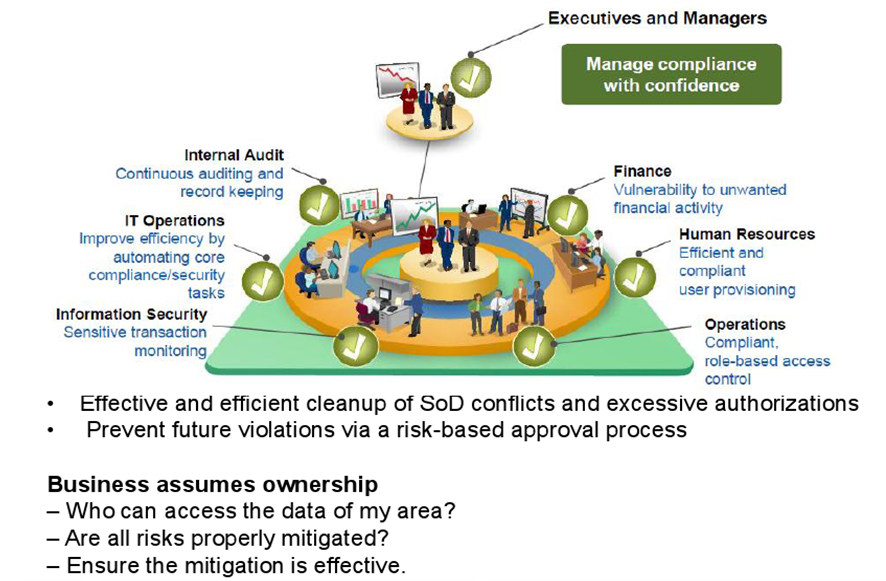 Executives and Managers
Manage compliance
with confidence
Internal Audit
Continuous auditing and
record keeping
Finance
Vulnerability to unwanted
financial activity
IT Operations
Improve efficiency by
automating core
compliance/security
tasks
Human Resources
Efficient and
compliant
user provisioning
Information Security
Sensitive transaction
monitoring
Operations
Compliant,
role-based access
control
• Effective and efficient cleanup of SoD conflicts and excessive authorizations
• Prevent future violations via a risk-based approval process
Business assumes ownership
– Who can access the data of my area?
– Are all risks properly mitigated?
– Ensure the mitigation is effective.